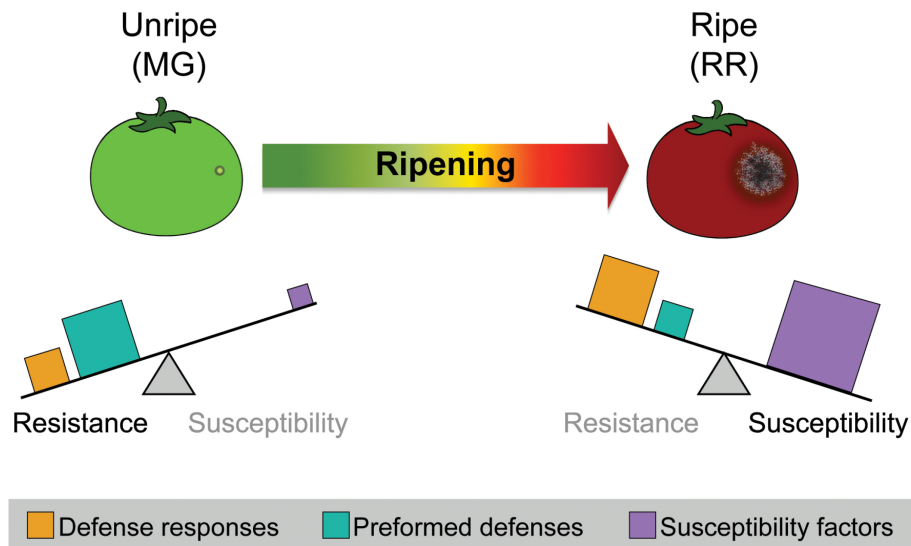 Unripe
(MG)
Ripe
(RR)
Ripening
Resistance
Susceptibility
Resistance
Susceptibility
Defense responses
Preformed defenses
Susceptibility factors